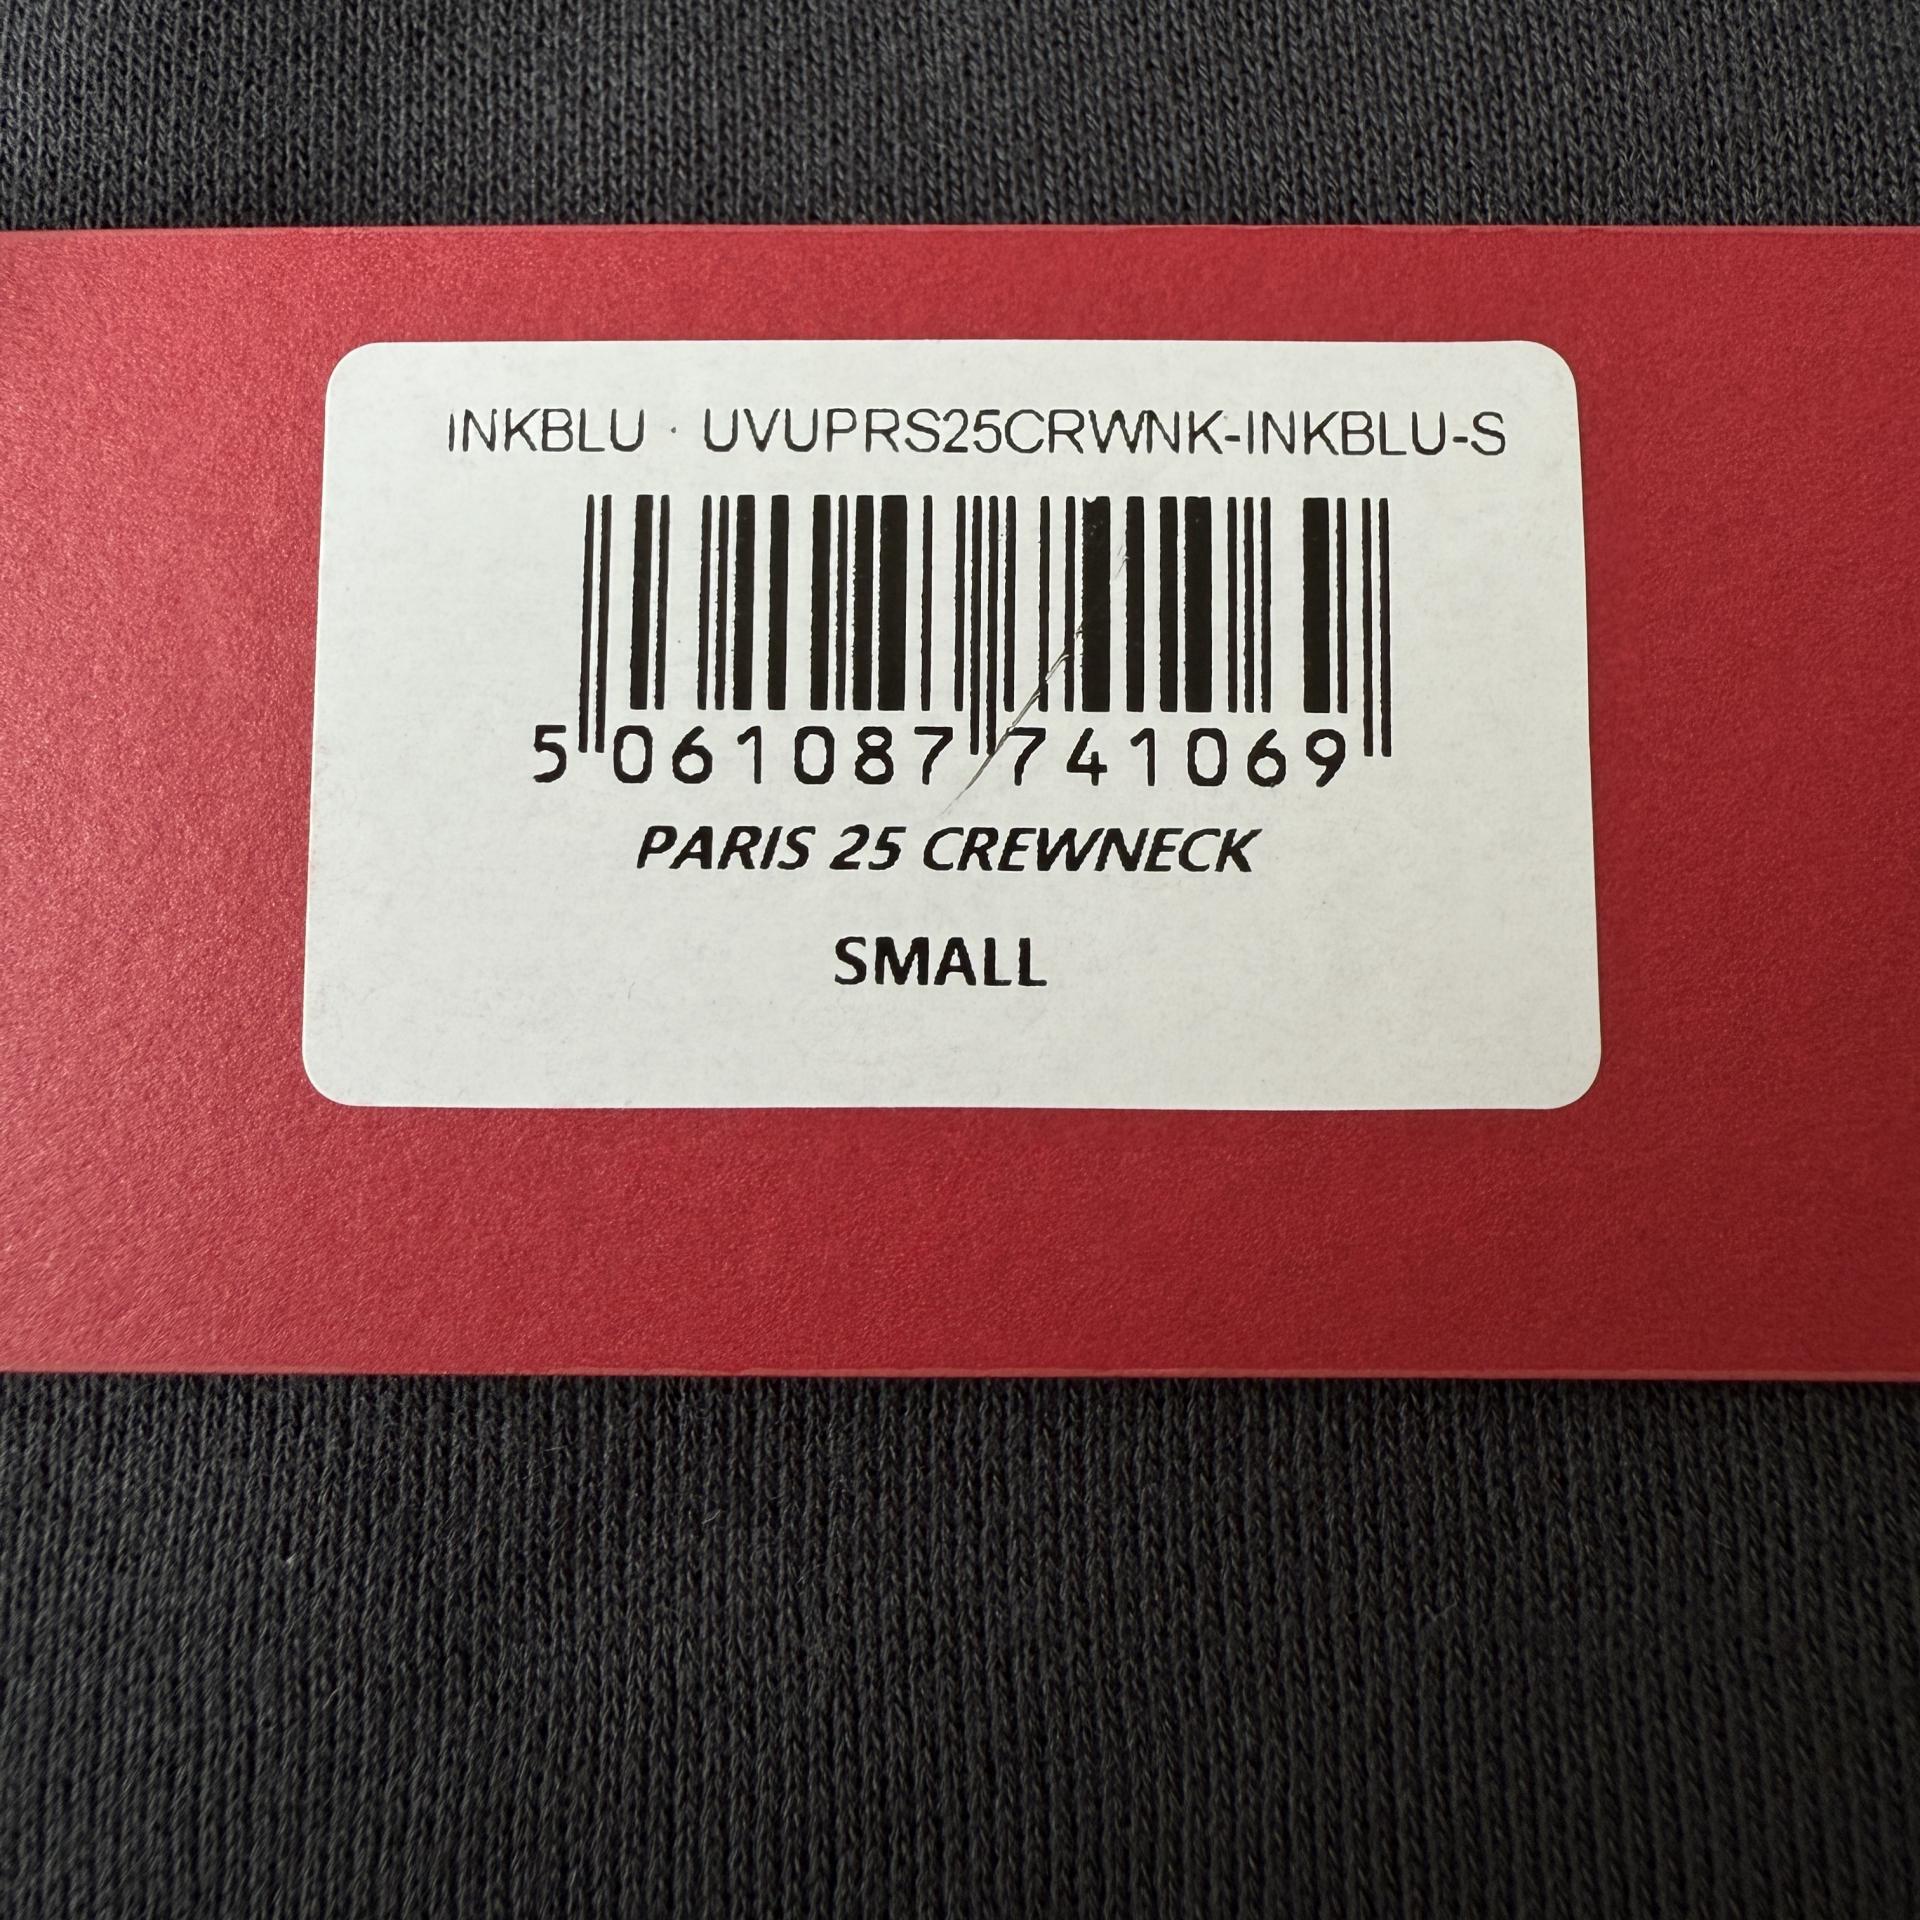 INKBLU · UVUPRS25CRWNK-INKBLU-S
5 061087 741069
PARIS 25 CREWNECK
SMALL